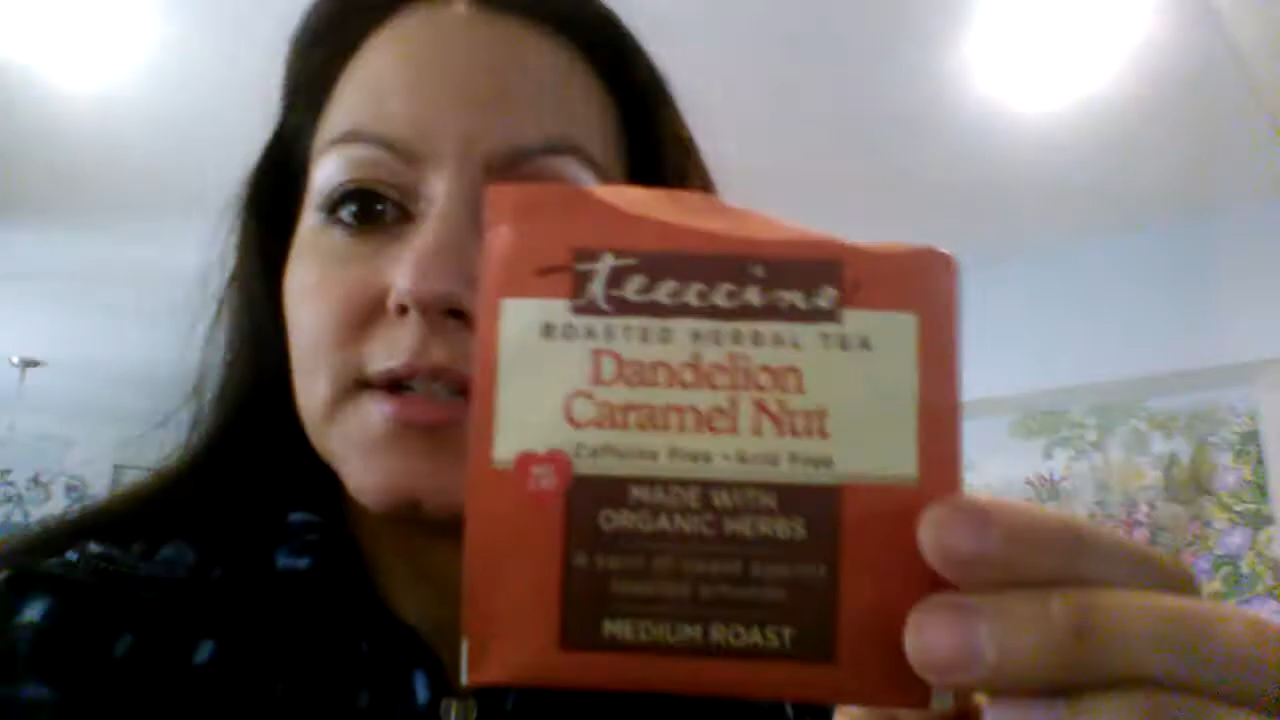 teeccino
ROASTED HERBAL TEA
Dandelion
Caramel Nut
Caffeine Free • Acid Free
MADE WITH
ORGANIC HERBS
MEDIUM ROAST